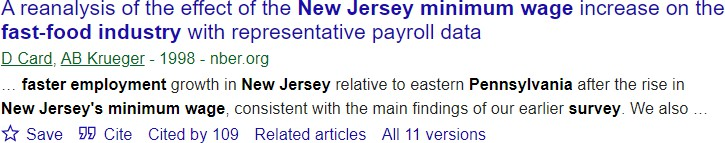 A reanalysis of the effect of the New Jersey minimum wage increase on the
fast-food industry with representative payroll data
D Card, AB Krueger - 1998 - nber.org
... faster employment growth in New Jersey relative to eastern Pennsylvania after the rise in
New Jersey's minimum wage, consistent with the main findings of our earlier survey. We also ...
Save Cite Cited by 109 Related articles All 11 versions